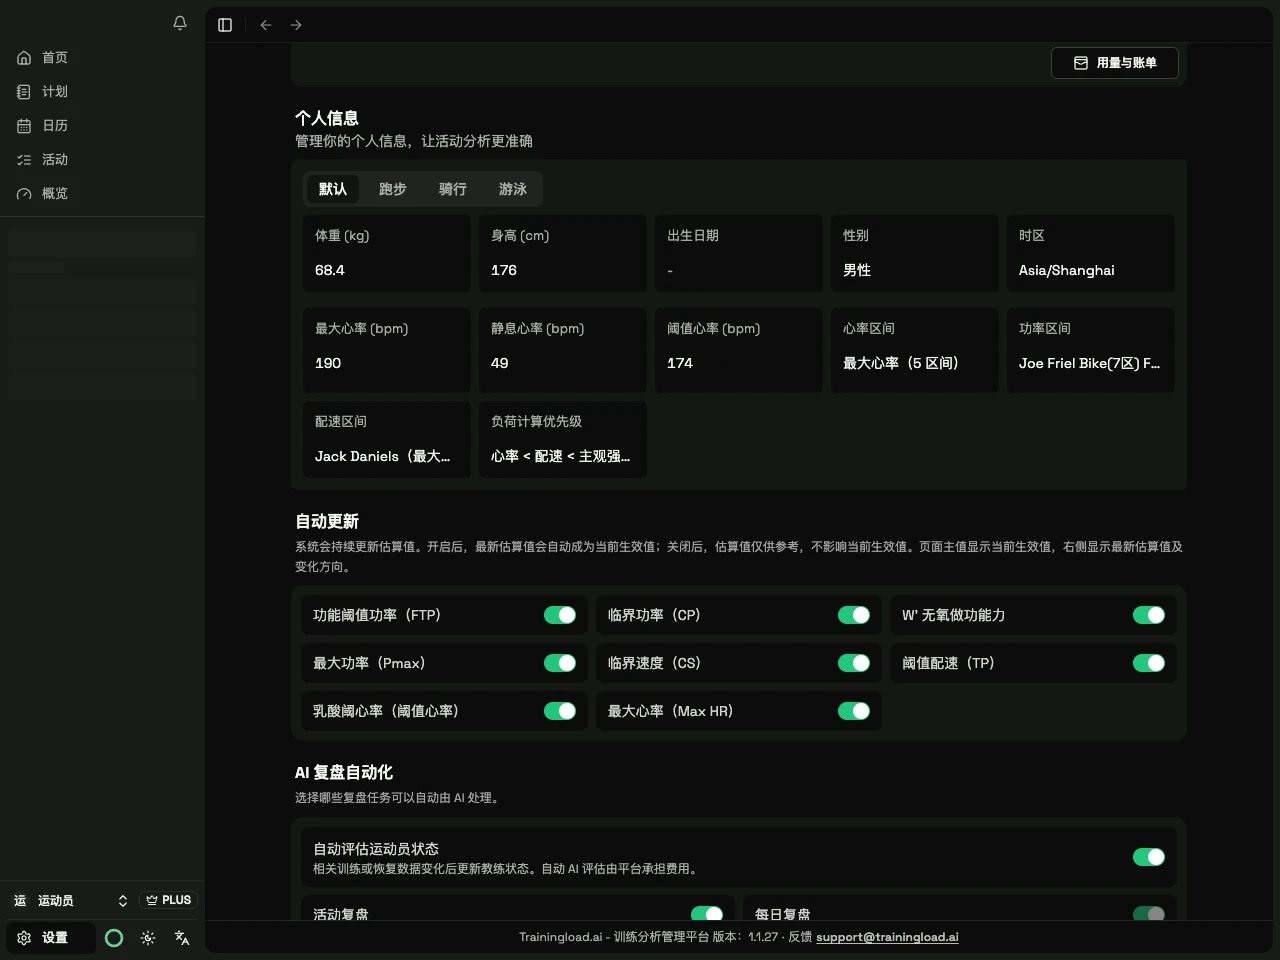 首页
计划
日历
活动
概览
用量与账单
个人信息
管理你的个人信息，让活动分析更准确
默认
跑步
骑行
游泳
体重 (kg)
身高 (cm)
出生日期
性别
时区
68.4
176
-
男性
Asia/Shanghai
最大心率 (bpm)
静息心率 (bpm)
阈值心率 (bpm)
心率区间
功率区间
190
49
174
最大心率（5 区间）
Joe Friel Bike(7区) F...
配速区间
负荷计算优先级
Jack Daniels（最大...
心率 < 配速 < 主观强...
自动更新
系统会持续更新估算值。开启后，最新估算值会自动成为当前生效值；关闭后，估算值仅供参考，不影响当前生效值。页面主值显示当前生效值，右侧显示最新估算值及
变化方向。
功能阈值功率（FTP）
临界功率（CP）
W' 无氧做功能力
最大功率（Pmax）
临界速度（CS）
阈值配速（TP）
乳酸阈心率（阈值心率）
最大心率（Max HR）
AI 复盘自动化
选择哪些复盘任务可以自动由 AI 处理。
自动评估运动员状态
相关训练或恢复数据变化后更新教练状态。自动 AI 评估由平台承担费用。
活动复盘
每日复盘
运 运动员
PLUS
设置
Trainingload.ai - 训练分析管理平台 版本：1.1.27 · 反馈 support@trainingload.ai